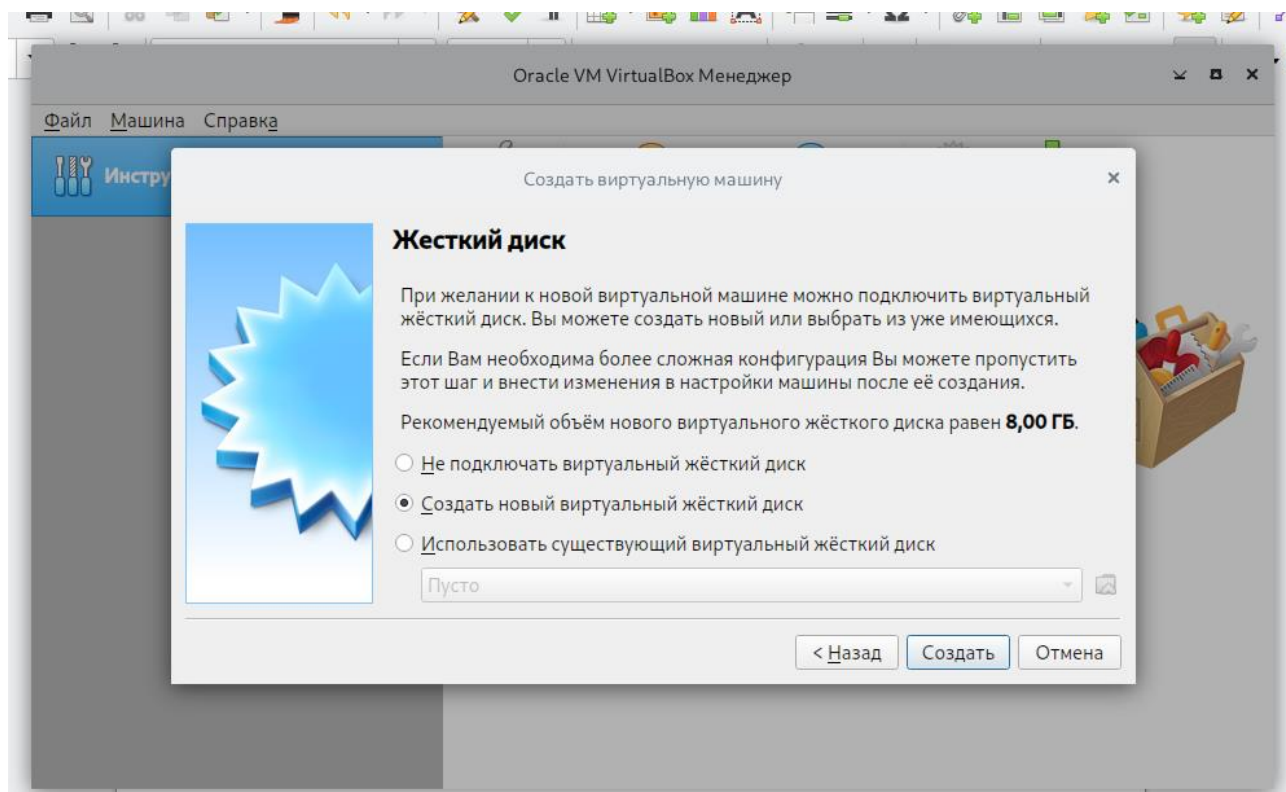 Oracle VM VirtualBox Менеджер
Файл Машина Справка
Инстру
Создать виртуальную машину
Жесткий диск
При желании к новой виртуальной машине можно подключить виртуальный
жёсткий диск. Вы можете создать новый или выбрать из уже имеющихся.
Если Вам необходима более сложная конфигурация Вы можете пропустить
этот шаг и внести изменения в настройки машины после её создания.
Рекомендуемый объём нового виртуального жёсткого диска равен 8,00 ГБ.
Не подключать виртуальный жёсткий диск
Создать новый виртуальный жёсткий диск
Использовать существующий виртуальный жёсткий диск
Пусто
< Назад Создать Отмена